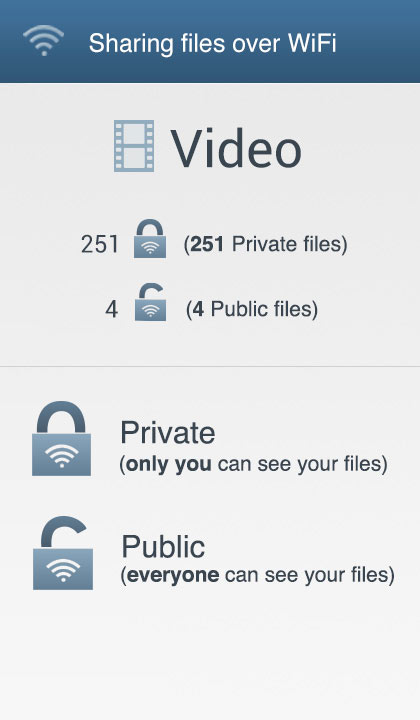 Sharing files over WiFi
Video
251 (251 Private files)
4 (4 Public files)
Private
(only you can see your files)
Public
(everyone can see your files)